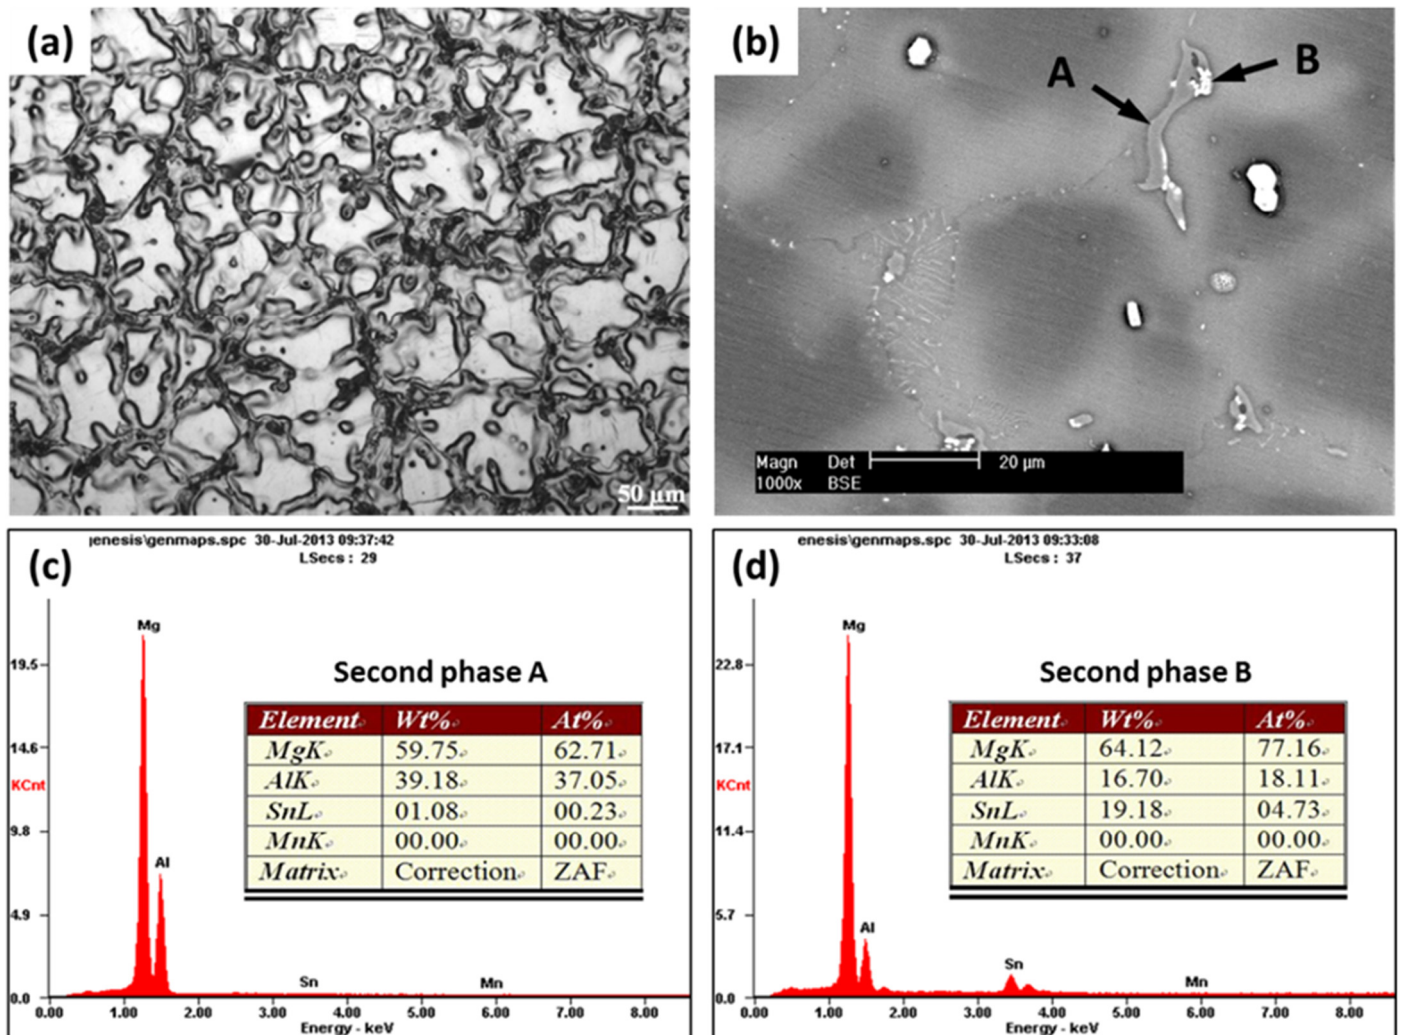 (a)
50 µm
(b)
A
B
Magn Det 20 µm
1000x BSE
(c)
enesis\genmaps.spc 30-Jul-2013 09:37:42
LSecs : 29
Mg
19.5
Second phase A
Element Wt% At%
MgK 59.75 62.71
AlK 39.18 37.05
SnL 01.08 00.23
MnK 00.00 00.00
Matrix Correction ZAF
14.6
KCnt
9.8
Al
4.9
Sn
Mn
0.0
0.00 1.00 2.00 3.00 4.00 5.00 6.00 7.00 8.00
Energy - keV
(d)
enesis\genmaps.spc 30-Jul-2013 09:33:08
LSecs : 37
Mg
22.8
Second phase B
Element Wt% At%
MgK 64.12 77.16
AlK 16.70 18.11
SnL 19.18 04.73
MnK 00.00 00.00
Matrix Correction ZAF
17.1
KCnt
11.4
Al
5.7
Sn
Mn
0.0
0.00 1.00 2.00 3.00 4.00 5.00 6.00 7.00 8.00
Energy - keV